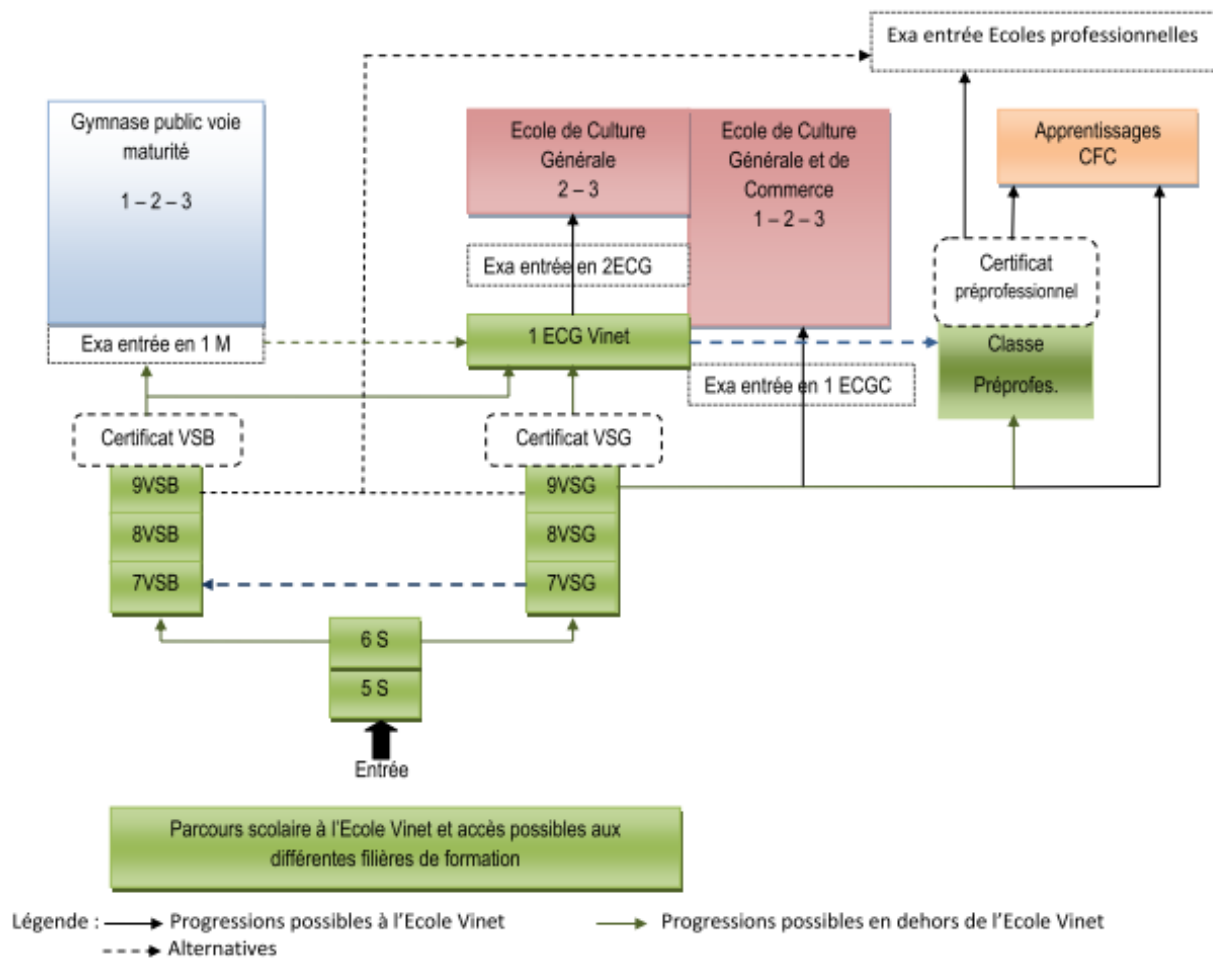 Exa entrée Ecoles professionnelles
Gymnase public voie
maturité
1 – 2 – 3
Ecole de Culture
Générale
2 – 3
Ecole de Culture
Générale et de
Commerce
1 – 2 – 3
Apprentissages
CFC
Exa entrée en 2ECG
Certificat
préprofessionnel
Exa entrée en 1 M
1 ECG Vinet
Classe
Préprofes.
Exa entrée en 1 ECGC
Certificat VSB
Certificat VSG
9VSB
9VSG
8VSB
8VSG
7VSB
7VSG
6 S
5 S
Entrée
Parcours scolaire à l'Ecole Vinet et accès possibles aux
différentes filières de formation
Légende : Progressions possibles à l'Ecole Vinet
Progressions possibles en dehors de l'Ecole Vinet
Alternatives